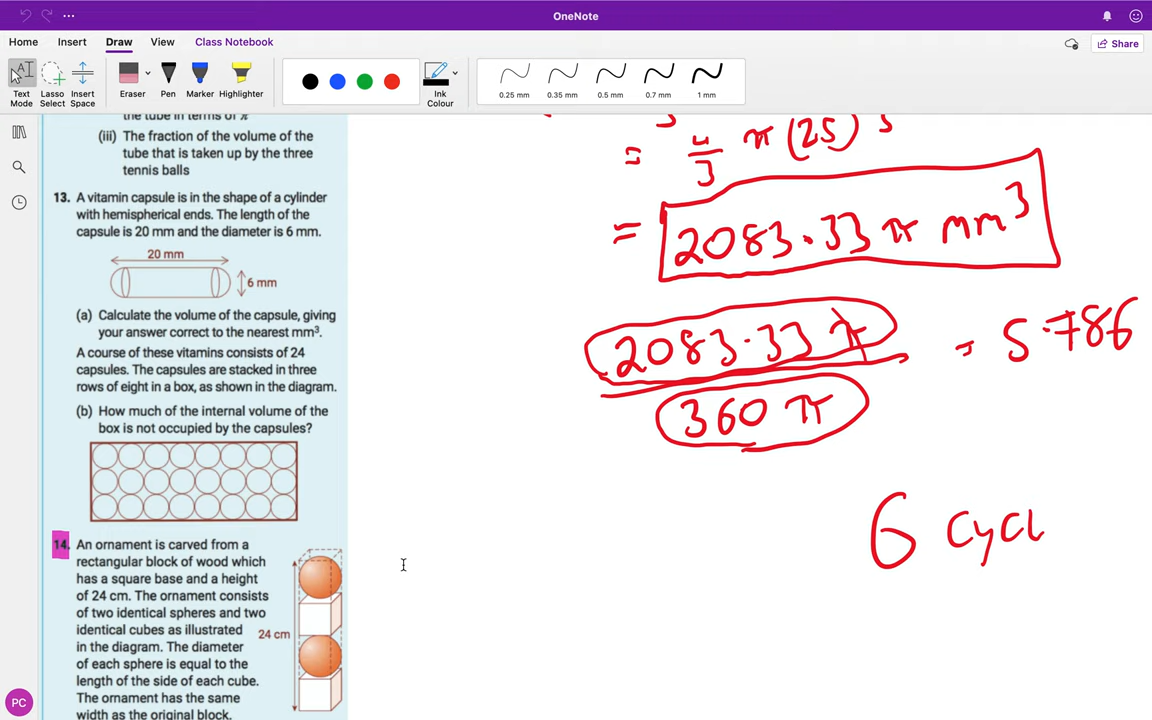 OneNote
Home Insert Draw View Class Notebook
Share
Text Mode
Lasso Select
Insert Space
Eraser
Pen
Marker
Highlighter
Ink Colour
0.25 mm
0.35 mm
0.5 mm
0.7 mm
1 mm
the tube in terms of π
(iii) The fraction of the volume of the
tube that is taken up by the three
tennis balls
13. A vitamin capsule is in the shape of a cylinder
with hemispherical ends. The length of the
capsule is 20 mm and the diameter is 6 mm.
20 mm
6 mm
(a) Calculate the volume of the capsule, giving
your answer correct to the nearest mm³.
A course of these vitamins consists of 24
capsules. The capsules are stacked in three
rows of eight in a box, as shown in the diagram.
(b) How much of the internal volume of the
box is not occupied by the capsules?
14. An ornament is carved from a
rectangular block of wood which
has a square base and a height
of 24 cm. The ornament consists
of two identical spheres and two
identical cubes as illustrated
in the diagram. The diameter
of each sphere is equal to the
length of the side of each cube.
The ornament has the same
width as the original block.
24 cm
PC
= 4/3 π (25)³
= 2083.33 π mm³
2083.33 π / 360 π = 5.786
6 cycl